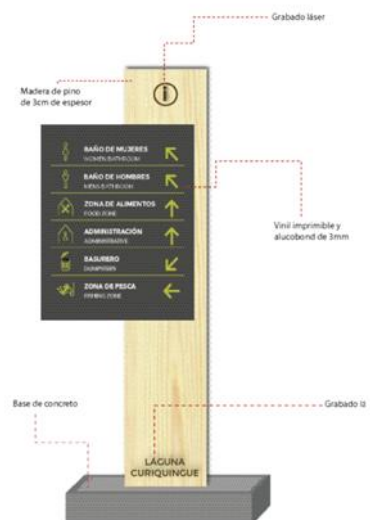 Grabado láser
Madera de pino
de 3cm de espesor
i
BAÑO DE MUJERES
WOMEN BATHROOM
BAÑO DE HOMBRES
MENS BATHROOM
ZONA DE ALIMENTOS
FOOD ZONE
ADMINISTRACIÓN
ADMINISTRATIVE
BASURERO
ZONA DE PESCA
FISHING ZONE
Vinil imprimible y
alucobond de 3mm
Base de concreto
Grabado lá
LAGUNA
CURIQUINGUE